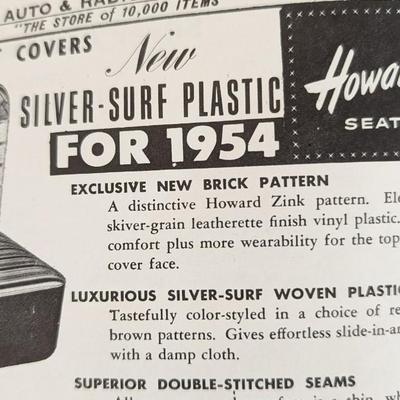 AUTO &
"THE STORE of 10,000 ITEMS"
COVERS
New
SILVER-SURF PLASTIC
FOR 1954
Howar
SEAT
EXCLUSIVE NEW BRICK PATTERN
A distinctive Howard Zink pattern. Ele
skiver-grain leatherette finish vinyl plastic.
comfort plus more wearability for the top
cover face.
LUXURIOUS SILVER-SURF WOVEN PLASTIC
Tastefully color-styled in a choice of re
brown patterns. Gives effortless slide-in-an
with a damp cloth.
SUPERIOR DOUBLE-STITCHED SEAMS